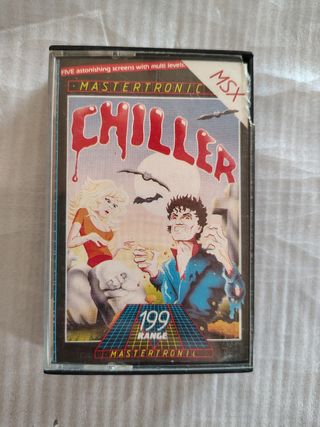 FIVE astonishing screens with multi levels
MSX
MASTERTRONIC
CHILLER
199
RANGE
MASTERTRONIC